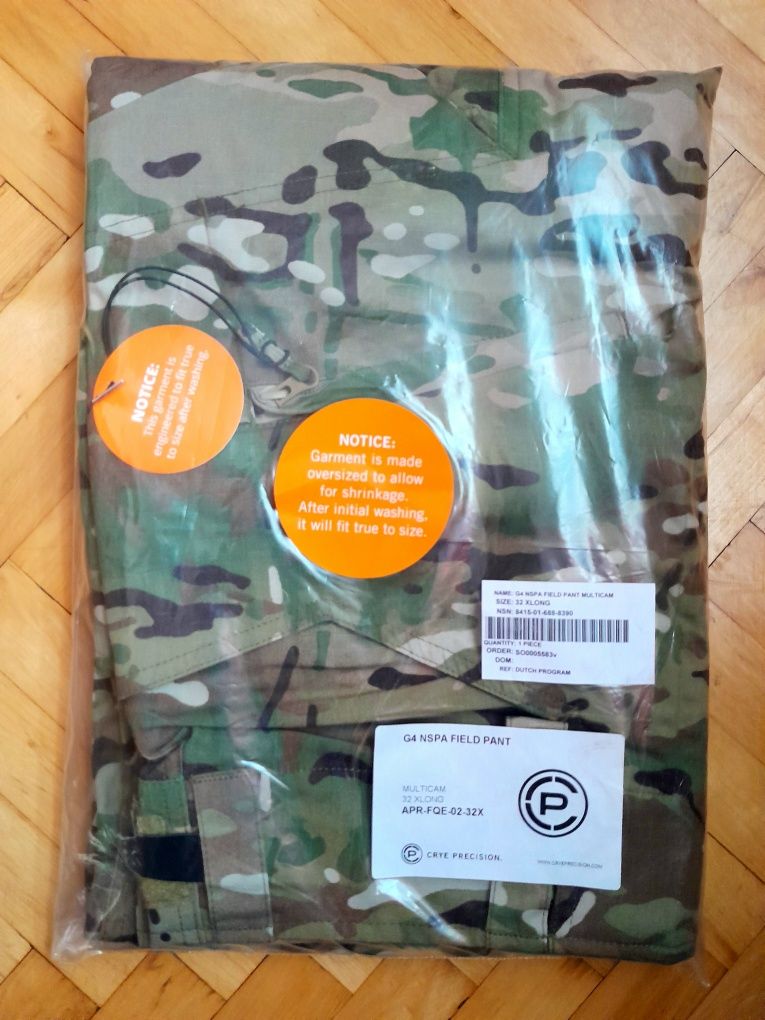 NOTICE:
This garment is
engineered to fit true
to size after washing.
NOTICE:
Garment is made
oversized to allow
for shrinkage.
After initial washing,
it will fit true to size.
NAME: G4 NSPA FIELD PANT MULTICAM
SIZE: 32 XLONG
NSN: 8415-01-688-8390
QUANTITY: 1 PIECE
ORDER: SO0005583v
DOM:
REF: DUTCH PROGRAM
G4 NSPA FIELD PANT
MULTICAM
32 XLONG
APR-FQE-02-32X
CP
CP CRYE PRECISION.
WWW.CRYEPRECISION.COM